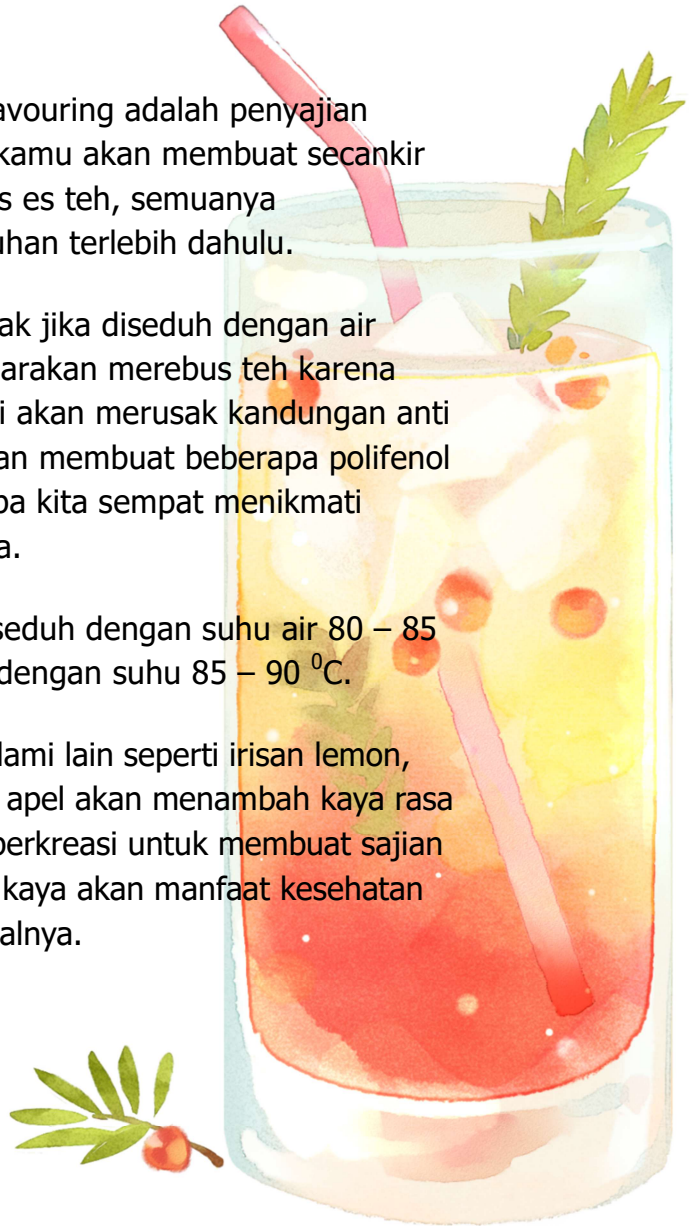 avouring adalah penyajian
kamu akan membuat secankir
s es teh, semuanya
uhan terlebih dahulu.
ak jika diseduh dengan air
arakan merebus teh karena
i akan merusak kandungan anti
an membuat beberapa polifenol
pa kita sempat menikmati
a.
seduh dengan suhu air 80 – 85
dengan suhu 85 – 90 ⁰C.
lami lain seperti irisan lemon,
apel akan menambah kaya rasa
berkreasi untuk membuat sajian
kaya akan manfaat kesehatan
alnya.